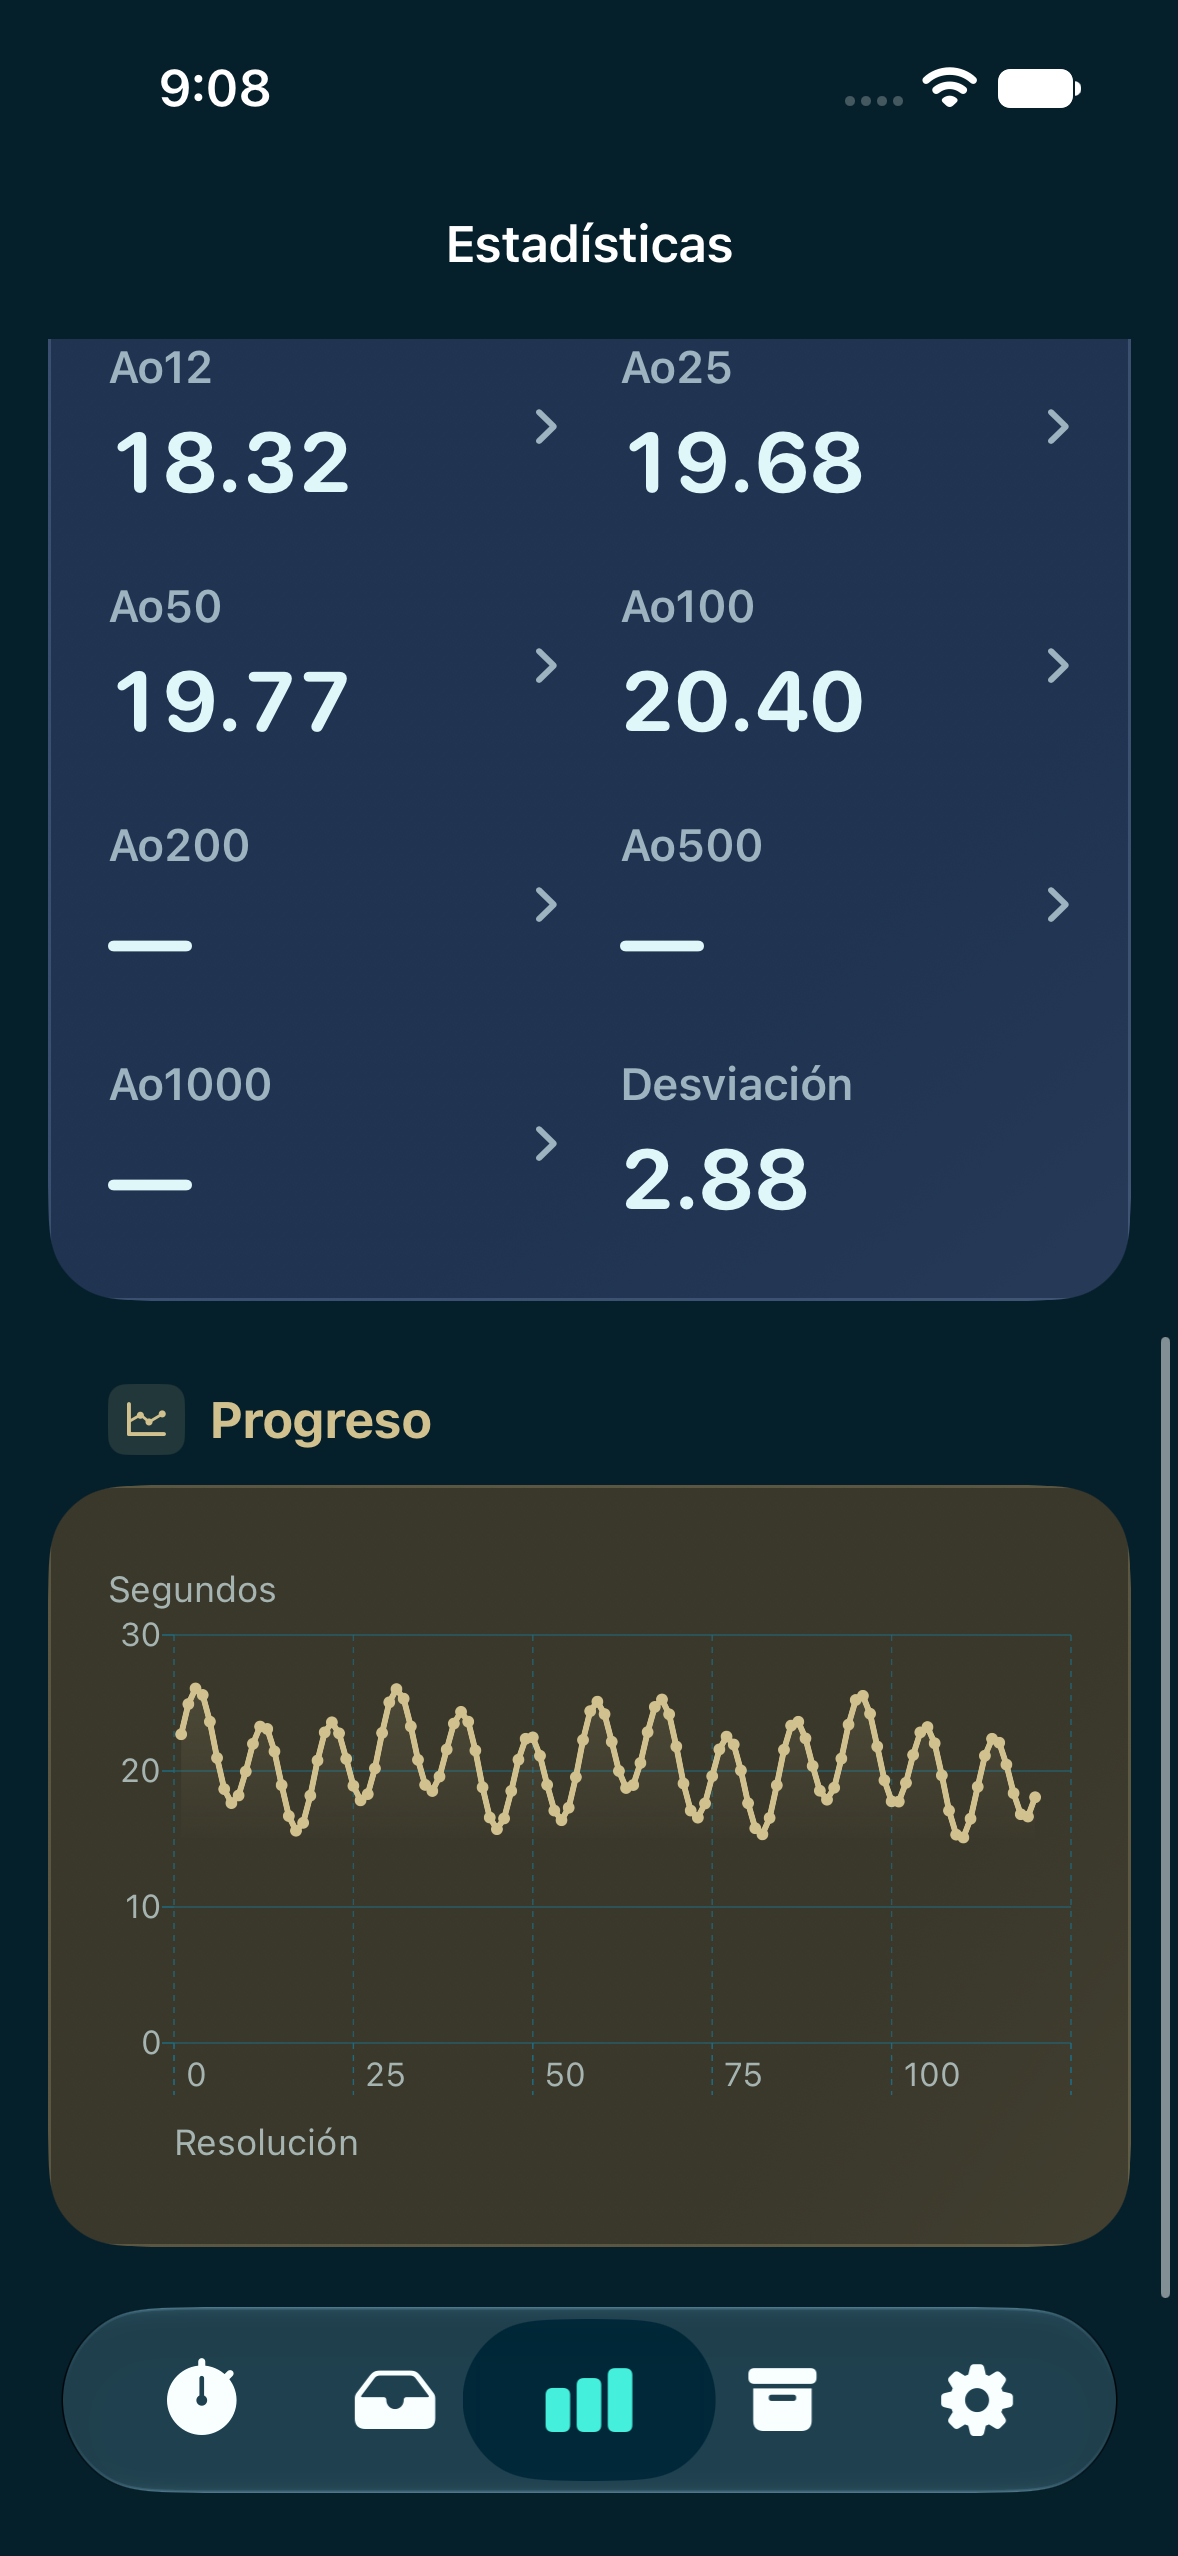 9:08
Estadísticas
Ao12 Ao25
18.32 19.68
Ao50 Ao100
19.77 20.40
Ao200 Ao500
— —
Ao1000 Desviación
— 2.88
Progreso
Segundos
30
20
10
0
0 25 50 75 100
Resolución